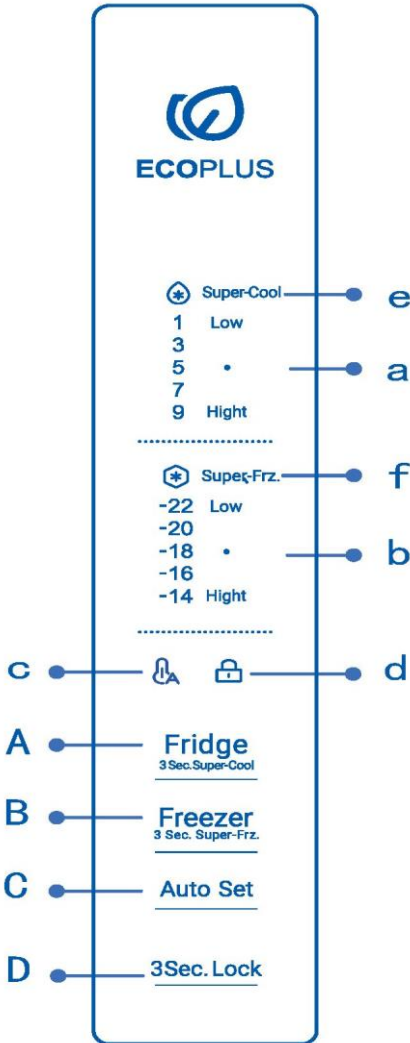 ECOPLUS
Super-Cool e
1 Low
3
5 • a
7
9 Hight
Super-Frz. f
-22 Low
-20
-18 • b
-16
-14 Hight
c A d
A Fridge
3 Sec.Super-Cool
B Freezer
3 Sec. Super-Frz.
C Auto Set
D 3Sec. Lock